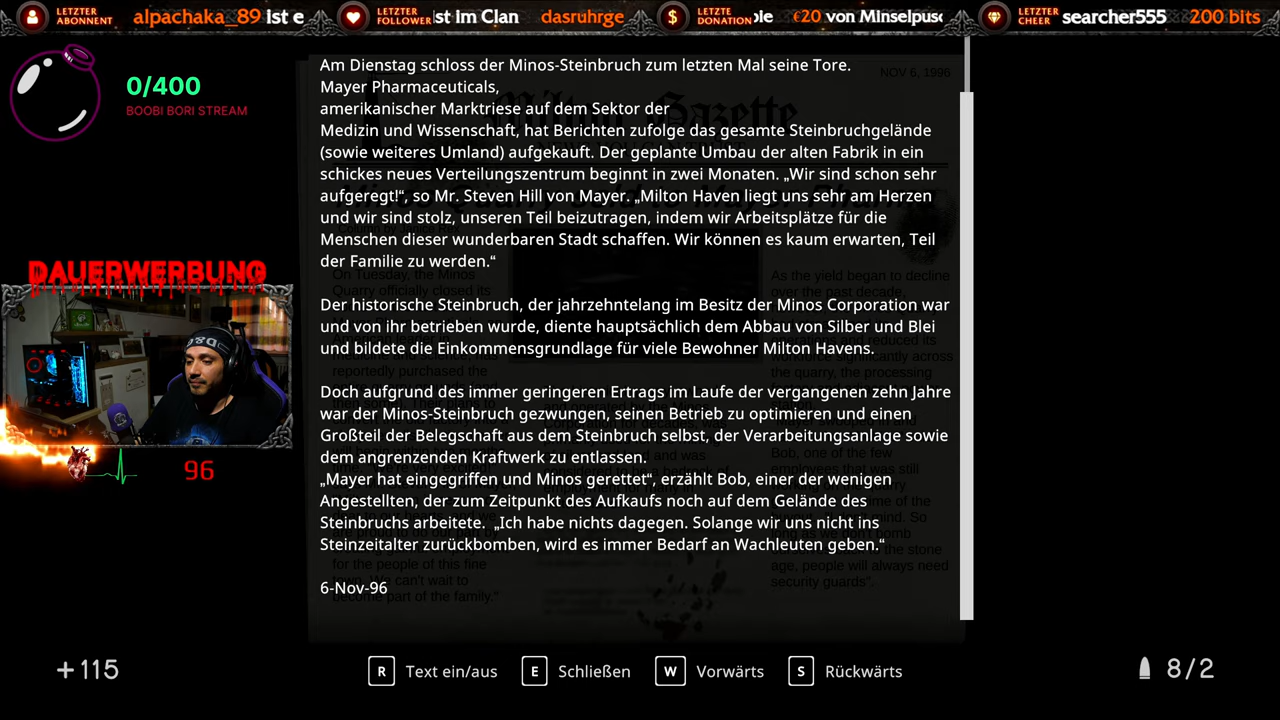 LETZTER
ABONNENT
alpachaka_89 ist e
LETZTER
FOLLOWER
ist im Clan dasruhrge
LETZTE
DONATION
€20 von Minselpusc
LETZTER
CHEER
searcher555 200 bits
0/400
BOOBI BORI STREAM
NOV 6, 1996
Milton Gazette
Am Dienstag schloss der Minos-Steinbruch zum letzten Mal seine Tore.
Mayer Pharmaceuticals,
amerikanischer Marktriese auf dem Sektor der
Medizin und Wissenschaft, hat Berichten zufolge das gesamte Steinbruchgelände
(sowie weiteres Umland) aufgekauft. Der geplante Umbau der alten Fabrik in ein
schickes neues Verteilungszentrum beginnt in zwei Monaten. „Wir sind schon sehr
aufgeregt!“, so Mr. Steven Hill von Mayer. „Milton Haven liegt uns sehr am Herzen
und wir sind stolz, unseren Teil beizutragen, indem wir Arbeitsplätze für die
Menschen dieser wunderbaren Stadt schaffen. Wir können es kaum erwarten, Teil
der Familie zu werden.“
Der historische Steinbruch, der jahrzehntelang im Besitz der Minos Corporation war
und von ihr betrieben wurde, diente hauptsächlich dem Abbau von Silber und Blei
und bildete die Einkommensgrundlage für viele Bewohner Milton Havens.
Doch aufgrund des immer geringeren Ertrages im Laufe der vergangenen zehn Jahre
war der Minos-Steinbruch gezwungen, seinen Betrieb zu optimieren und einen
Großteil der Belegschaft aus dem Steinbruch selbst, der Verarbeitungsanlage sowie
dem angrenzenden Kraftwerk zu entlassen.
„Mayer hat eingegriffen und Minos gerettet“, erzählt Bob, einer der wenigen
Angestellten, der zum Zeitpunkt des Aufkaufs noch auf dem Gelände des
Steinbruchs arbeitete. „Ich habe nichts dagegen. Solange wir uns nicht ins
Steinzeitalter zurückbomben, wird es immer Bedarf an Wachleuten geben.“
6-Nov-96
DAUERWERBUNG
96
+115
R Text ein/aus
E Schließen
W Vorwärts
S Rückwärts
8/2